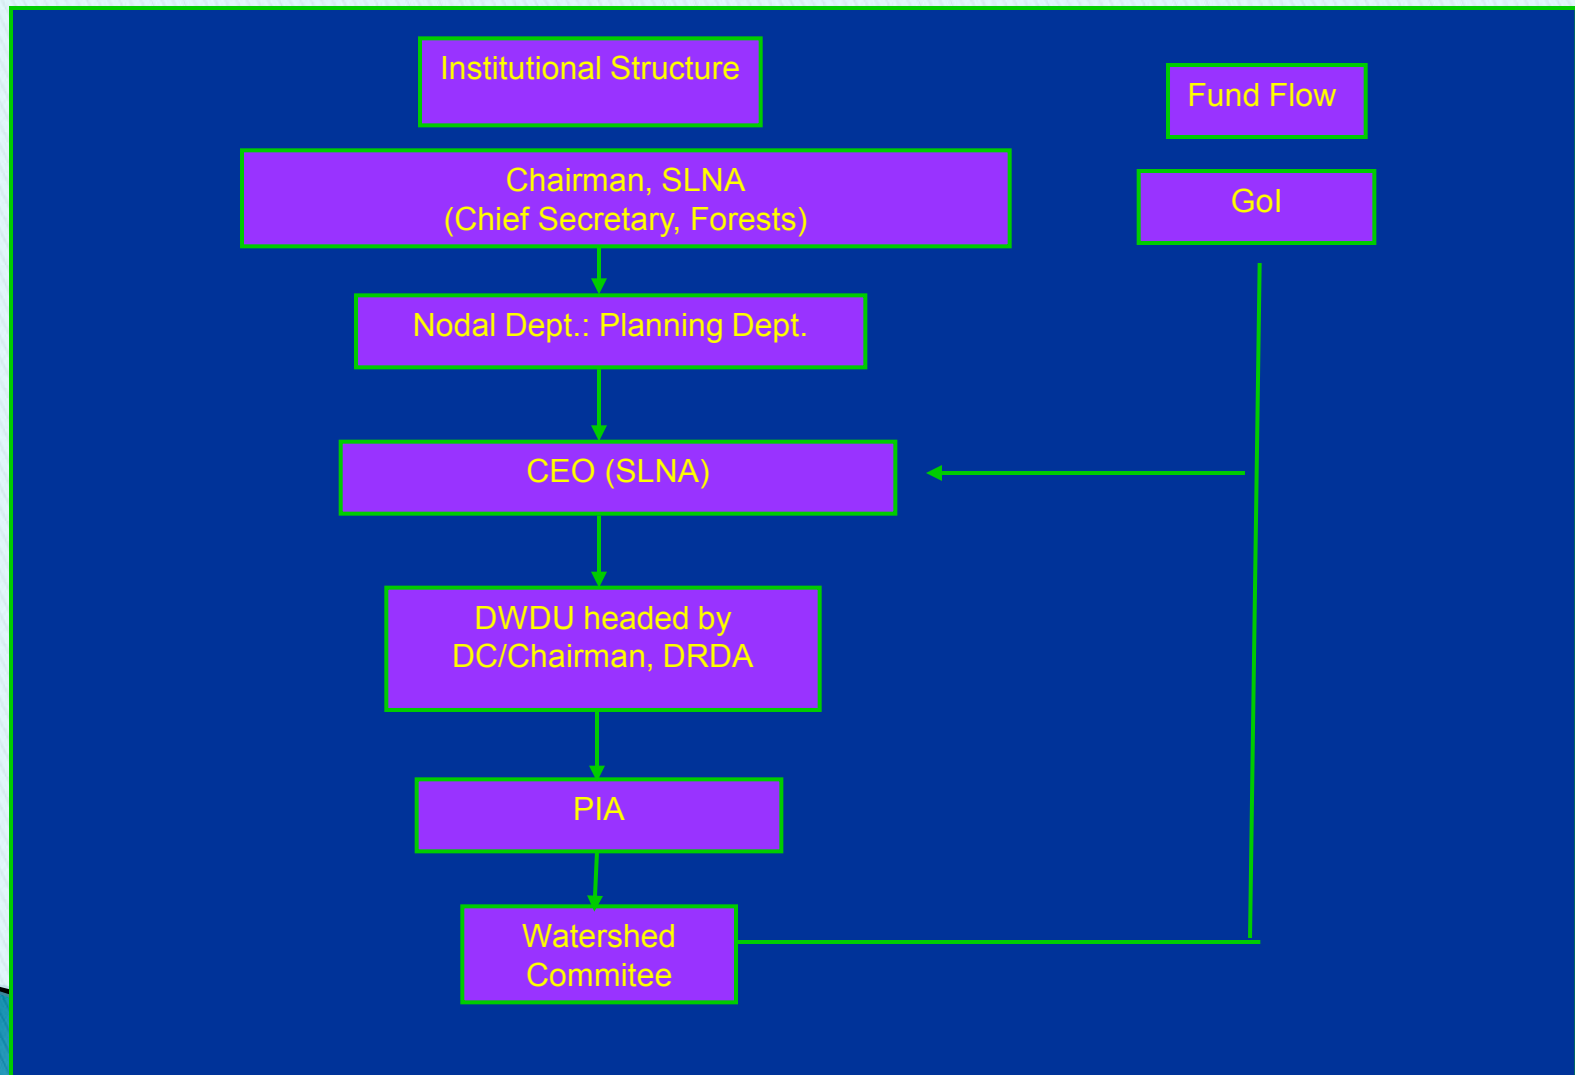 Institutional Structure
Fund Flow
Chairman, SLNA
(Chief Secretary, Forests)
GoI
Nodal Dept.: Planning Dept.
CEO (SLNA)
DWDU headed by
DC/Chairman, DRDA
PIA
Watershed
Commitee